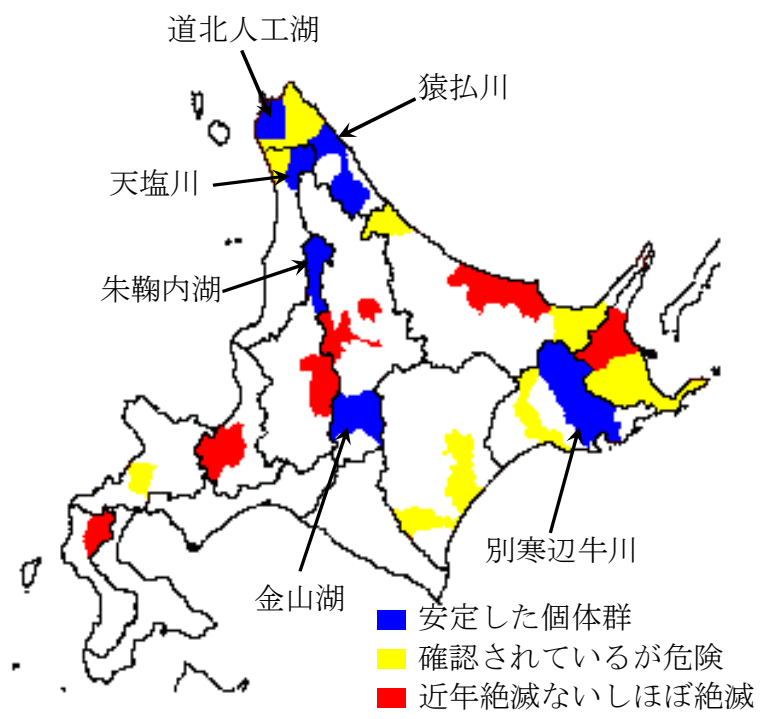 道北人工湖
猿払川
天塩川
朱鞠内湖
別寒辺牛川
金山湖
安定した個体群
確認されているが危険
近年絶滅ないしほぼ絶滅